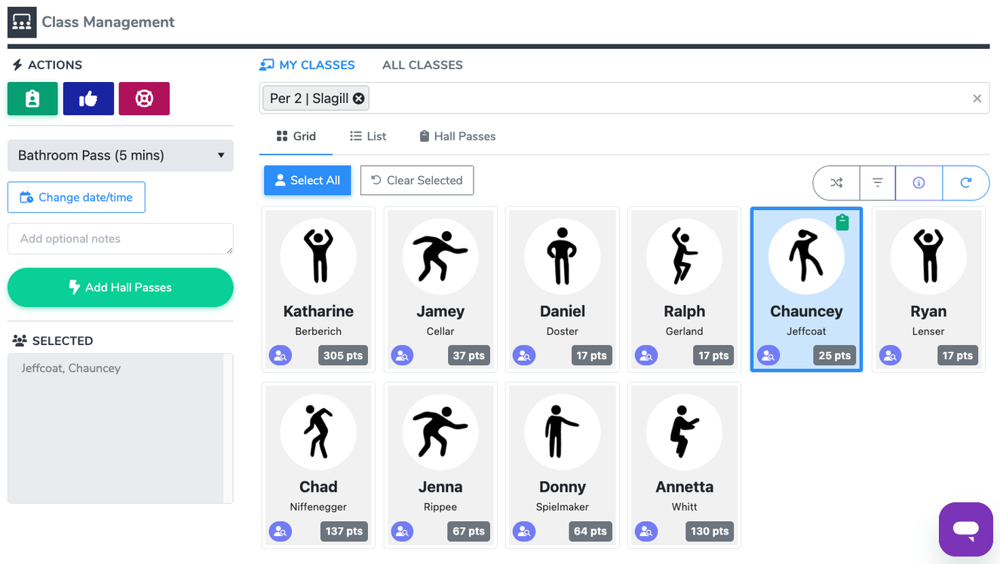 Class Management
ACTIONS
MY CLASSES
ALL CLASSES
Per 2 | Slagill
Grid
List
Hall Passes
Bathroom Pass (5 mins)
Change date/time
Add optional notes
Add Hall Passes
SELECTED
Jeffcoat, Chauncey
Select All
Clear Selected
Katharine
Berberich
305 pts
Jamey
Cellar
37 pts
Daniel
Doster
17 pts
Ralph
Gerland
17 pts
Chauncey
Jeffcoat
25 pts
Ryan
Lenser
17 pts
Chad
Niffenegger
137 pts
Jenna
Rippee
67 pts
Donny
Spielmaker
64 pts
Annetta
Whitt
130 pts